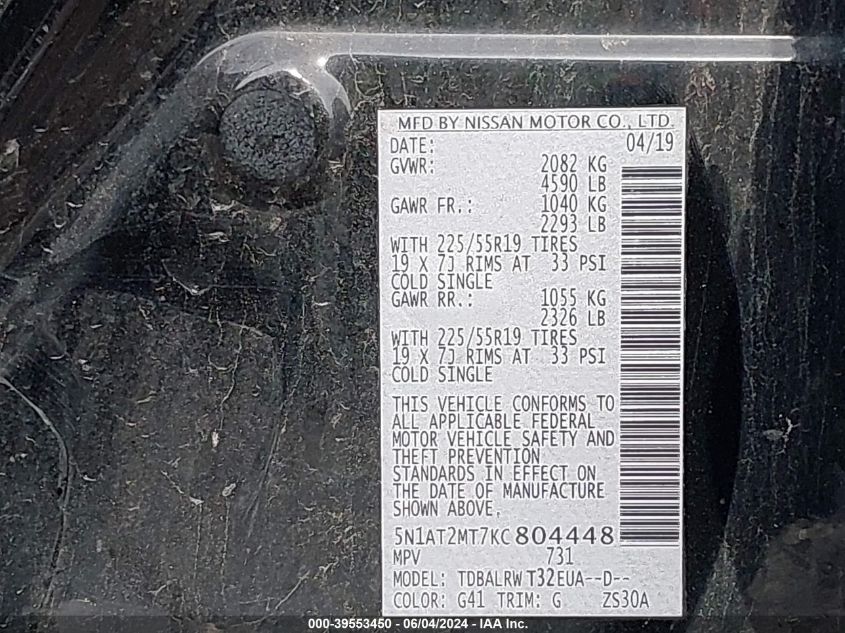 MFD BY NISSAN MOTOR CO., LTD.
DATE: 04/19
GVWR: 2082 KG
4590 LB
GAWR FR.: 1040 KG
2293 LB
WITH 225/55R19 TIRES
19 X 7J RIMS AT 33 PSI
COLD SINGLE
GAWR RR.: 1055 KG
2326 LB
WITH 225/55R19 TIRES
19 X 7J RIMS AT 33 PSI
COLD SINGLE
THIS VEHICLE CONFORMS TO
ALL APPLICABLE FEDERAL
MOTOR VEHICLE SAFETY AND
THEFT PREVENTION
STANDARDS IN EFFECT ON
THE DATE OF MANUFACTURE
SHOWN ABOVE.
5N1AT2MT7KC804448
MPV 731
MODEL: TDBALRW T32EUA--D--
COLOR: G41 TRIM: G ZS30A
000-39553450 - 06/04/2024 - IAA Inc.